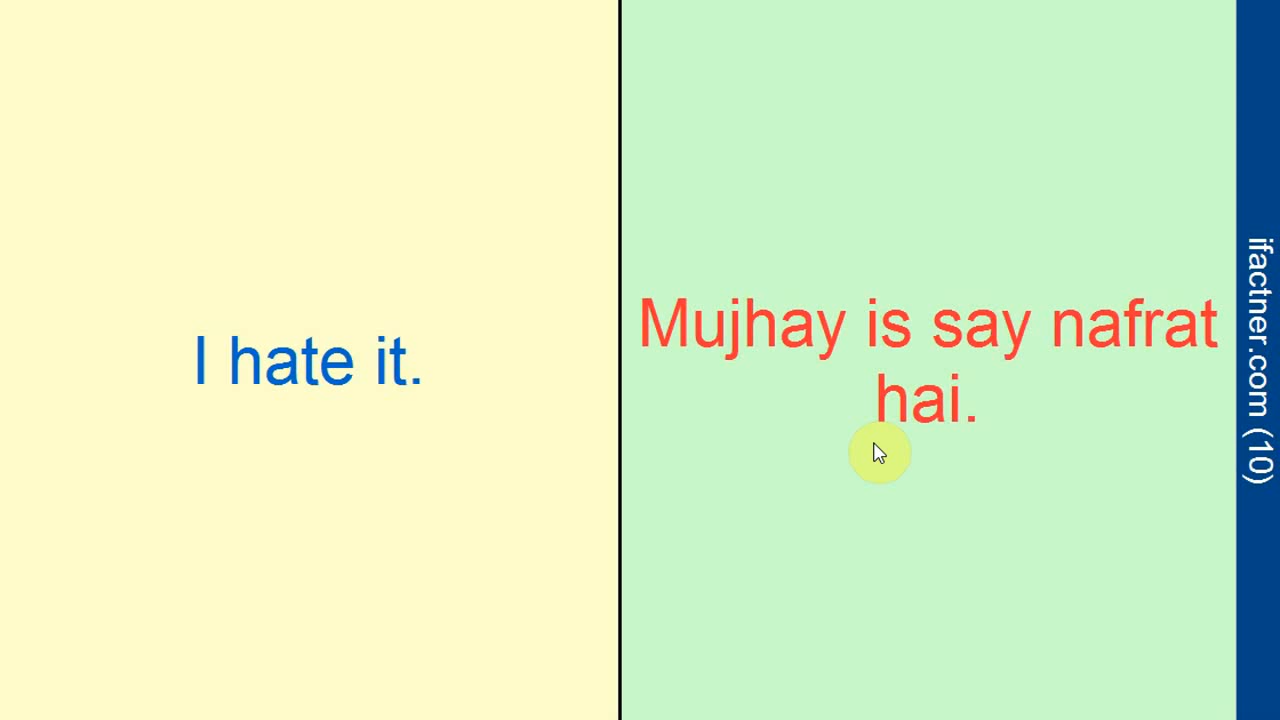 I hate it.
Mujhay is say nafrat
hai.
ifactner.com (10)